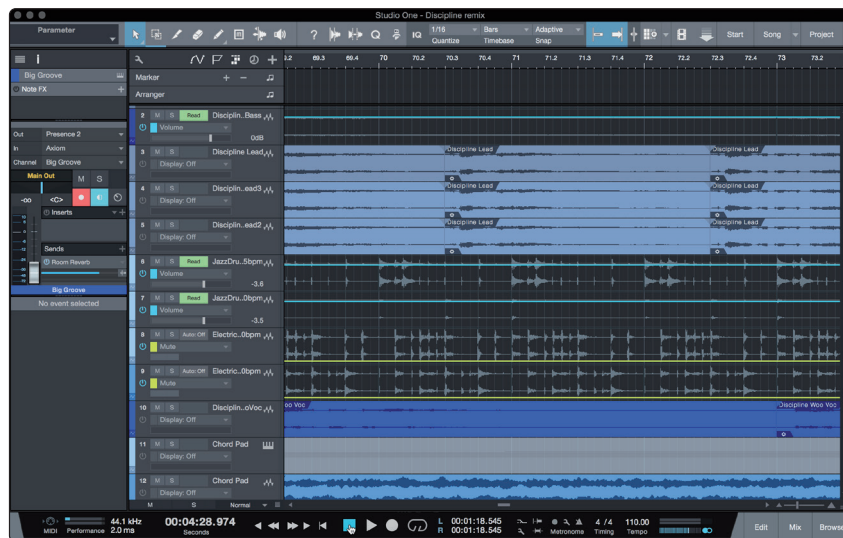 Studio One - Discipline remix
Parameter
? Q IQ 1/16 Bars Adaptive Start Song Project
Quantize Timebase Snap
i 69.3 69.4 70 70.2 70.3 70.4 71 71.2 71.3 71.4 72 72.2 72.3 72.4 73 73.2
Big Groove Marker + -
Note FX + Arranger
2 M S Read Disciplin..Bass
Volume
0dB
Out Presence 2
In Axiom
Channel Big Groove
3 M S Discipline Lead Discipline Lead Discipline Lead
Display: Off
Main Out M S
-oo <C>
4 M S Disciplin..ead3 Discipline Lead Discipline Lead
Display: Off
Inserts
5 M S Disciplin..ead2 Discipline Lead Discipline Lead
Display: Off
Sends
Room Reverb
6 M S Read JazzDru..5bpm
Volume
-3.6
Big Groove
No event selected
7 M S Read JazzDru..0bpm
Volume
-3.5
8 M S Auto: Off Electric..0bpm
Mute
9 M S Auto: Off Electric..0bpm
Mute
10 M S Disciplin..oVoc oo Voc Discipline Woo Voc
Display: Off
11 M S Chord Pad
Display: Off
12 M S Chord Pad
Display: Off
M S Normal
MIDI Performance 44.1 kHz 2.0 ms
00:04:28.974
Seconds
L 00:01:18.545
R 00:01:18.545
Metronome
4 / 4 110.00
Timing Tempo
Edit Mix Browse